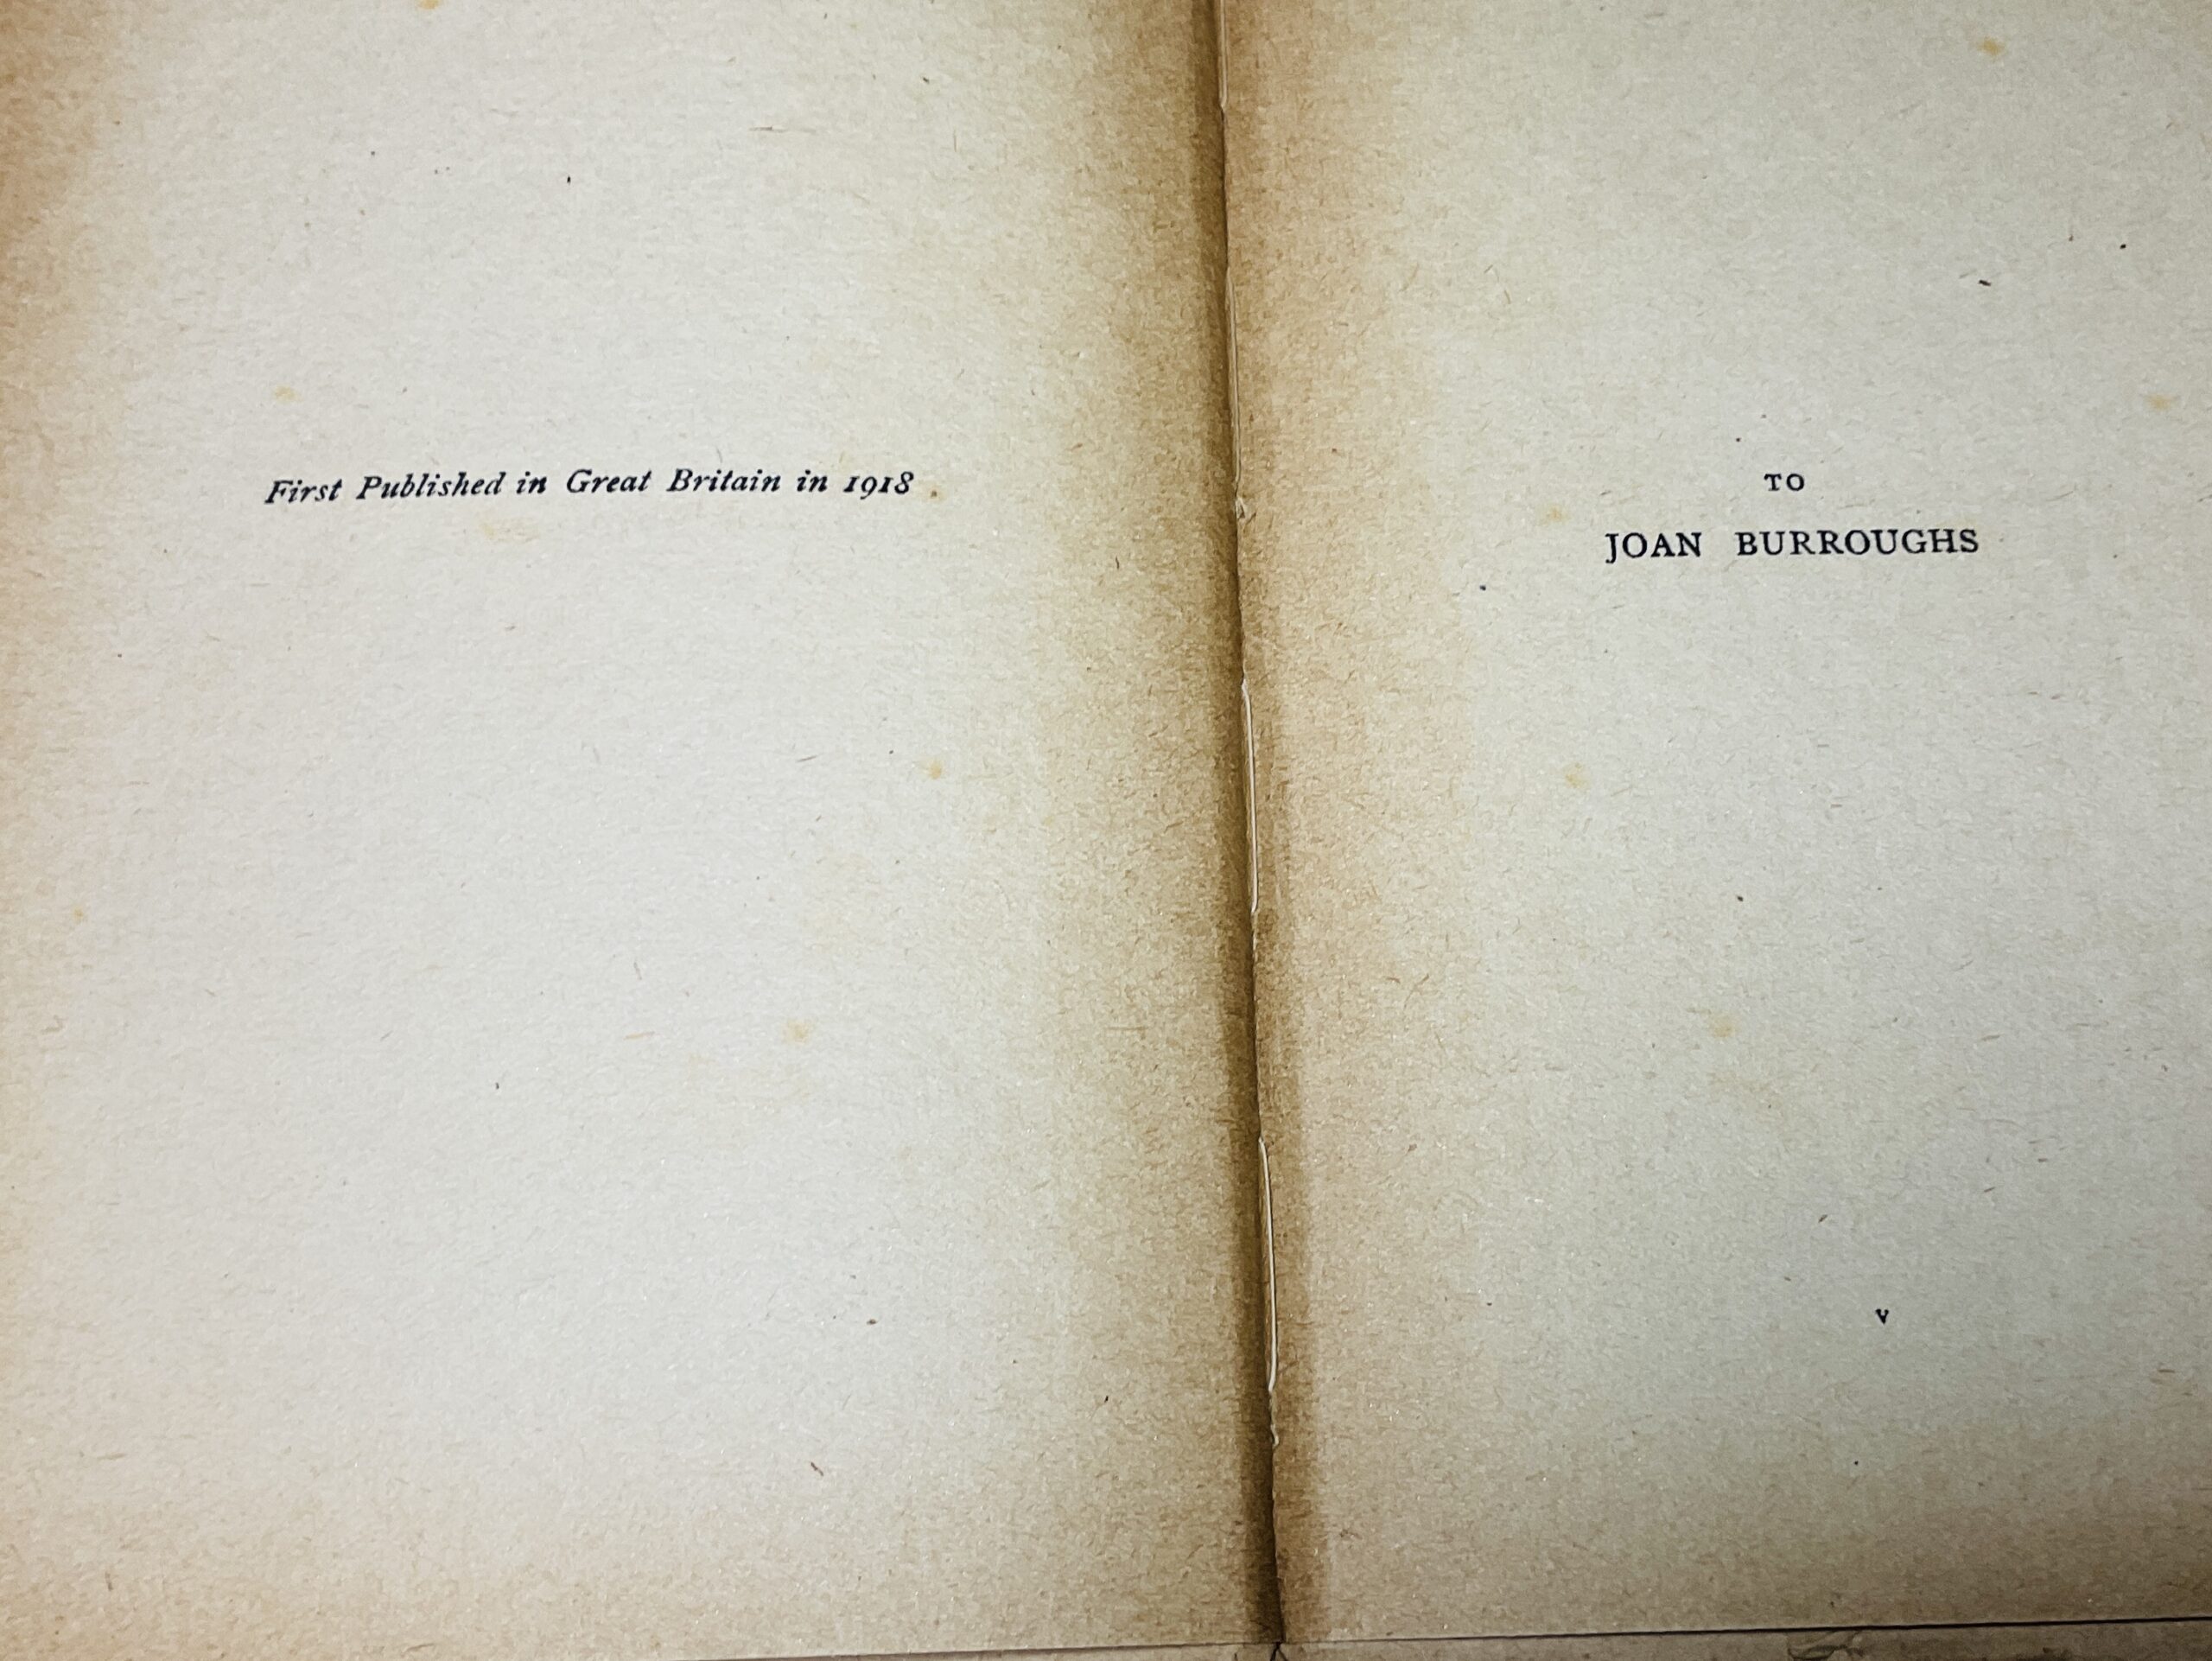 First Published in Great Britain in 1918
TO
JOAN BURROUGHS
v